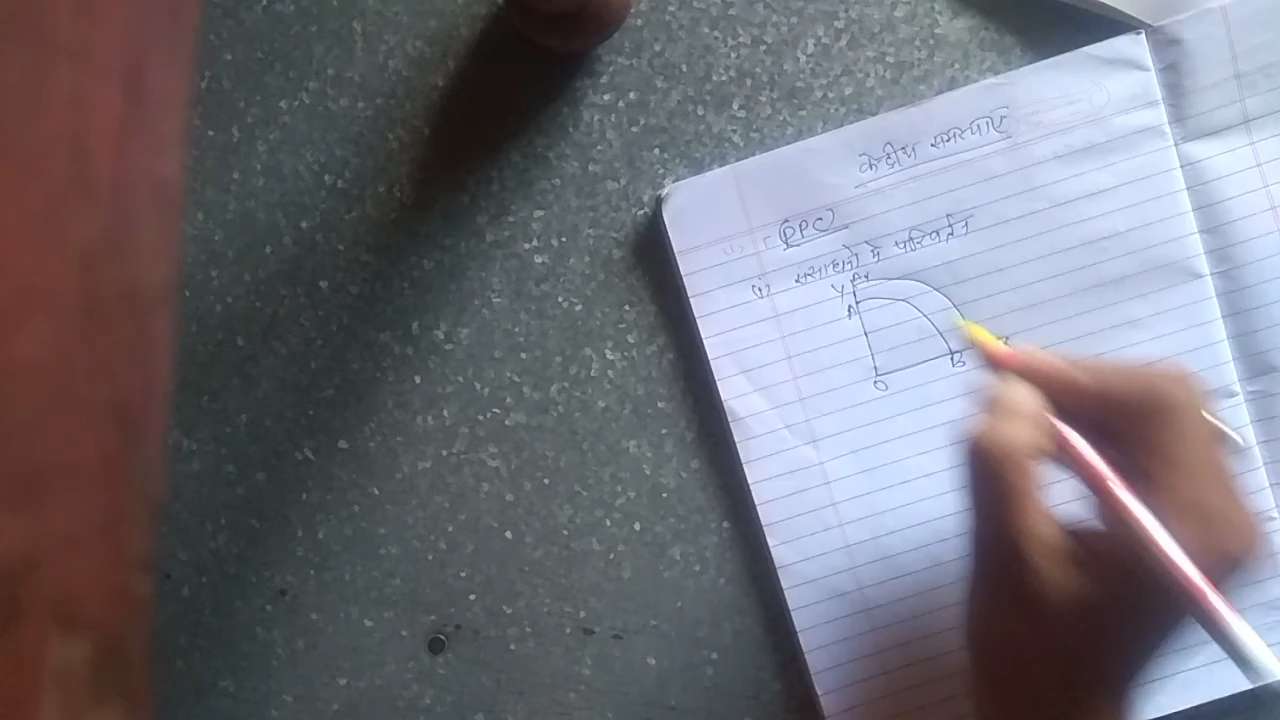 केन्द्रीय समस्याएं
(PPC)
(i) संसाधनो मे परिवर्तन
Y
A
B
O